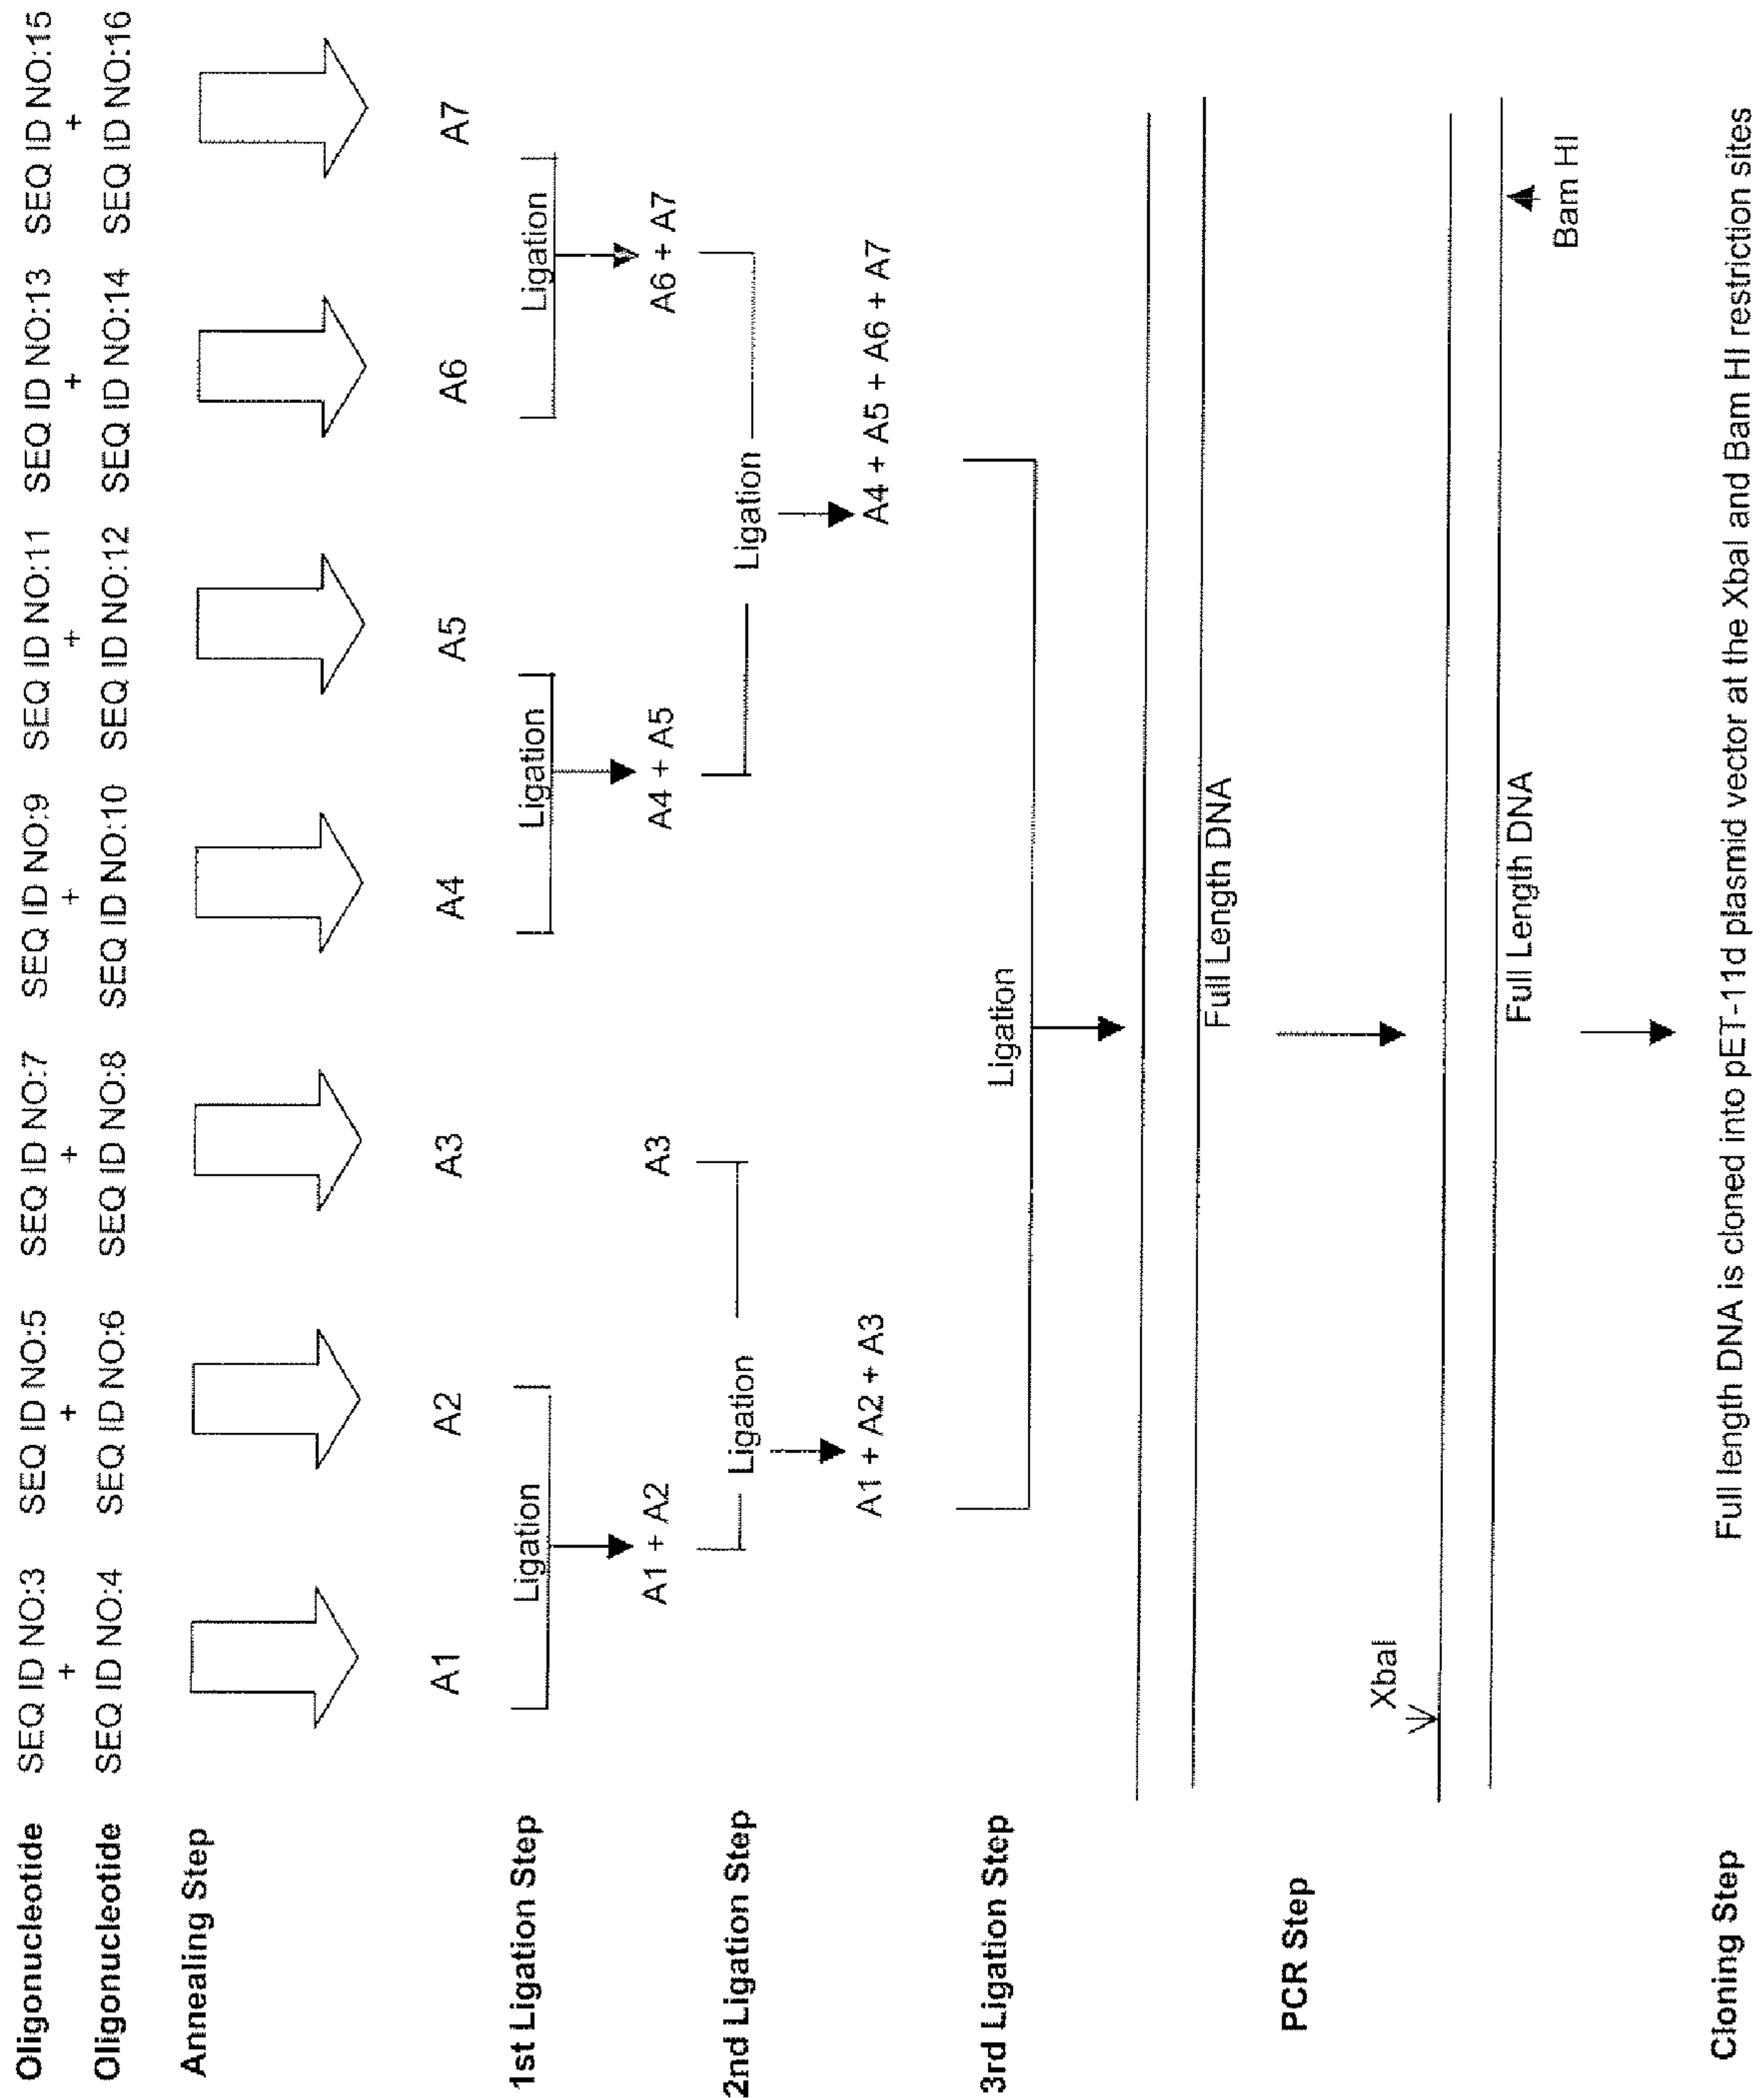 Oligonucleotide SEQ ID NO:3 SEQ ID NO:5 SEQ ID NO:7 SEQ ID NO:9 SEQ ID NO:11 SEQ ID NO:13 SEQ ID NO:15
+ + + + + + +
Oligonucleotide SEQ ID NO:4 SEQ ID NO:6 SEQ ID NO:8 SEQ ID NO:10 SEQ ID NO:12 SEQ ID NO:14 SEQ ID NO:16
Annealing Step
A1 A2 A3 A4 A5 A6 A7
1st Ligation Step Ligation Ligation Ligation
A1 + A2 A3 A4 + A5 A6 + A7
2nd Ligation Step Ligation Ligation
A1 + A2 + A3 A4 + A5 + A6 + A7
3rd Ligation Step Ligation
Full Length DNA
PCR Step
XbaI
Full Length DNA
Bam HI
Cloning Step Full length DNA is cloned into pET-11d plasmid vector at the XbaI and Bam HI restriction sites